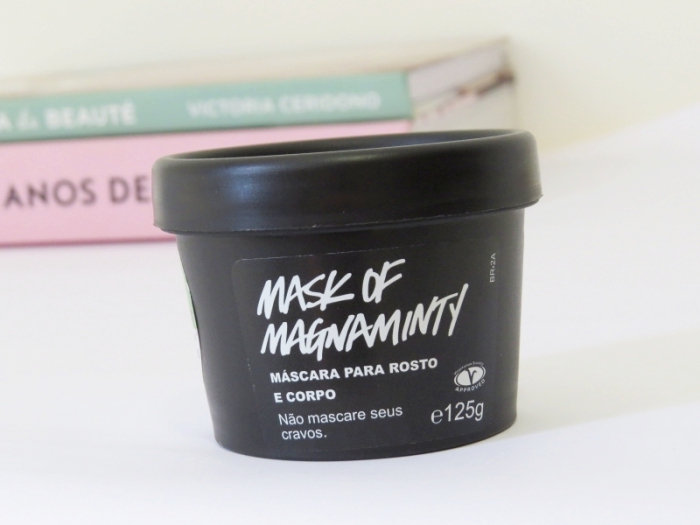 A de BEAUTÉ VICTORIA CERIDONO
ANOS DE
BR-2A
MASK OF
MAGNAMINTY
MÁSCARA PARA ROSTO
E CORPO
Não mascare seus
cravos.
APPROVED
e125g